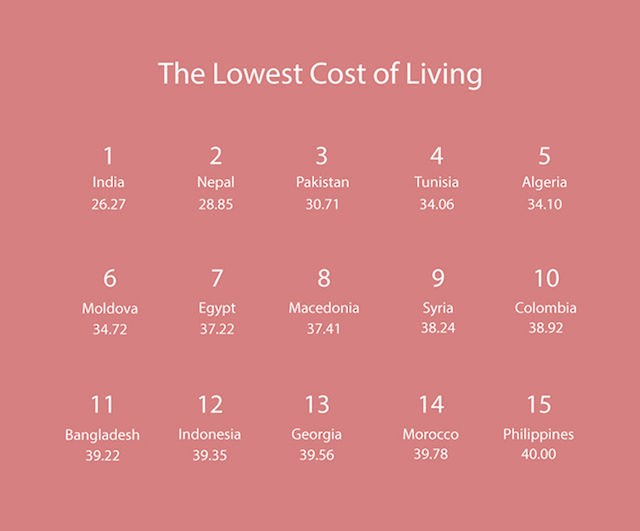 The Lowest Cost of Living
1 2 3 4 5
India Nepal Pakistan Tunisia Algeria
26.27 28.85 30.71 34.06 34.10
6 7 8 9 10
Moldova Egypt Macedonia Syria Colombia
34.72 37.22 37.41 38.24 38.92
11 12 13 14 15
Bangladesh Indonesia Georgia Morocco Philippines
39.22 39.35 39.56 39.78 40.00